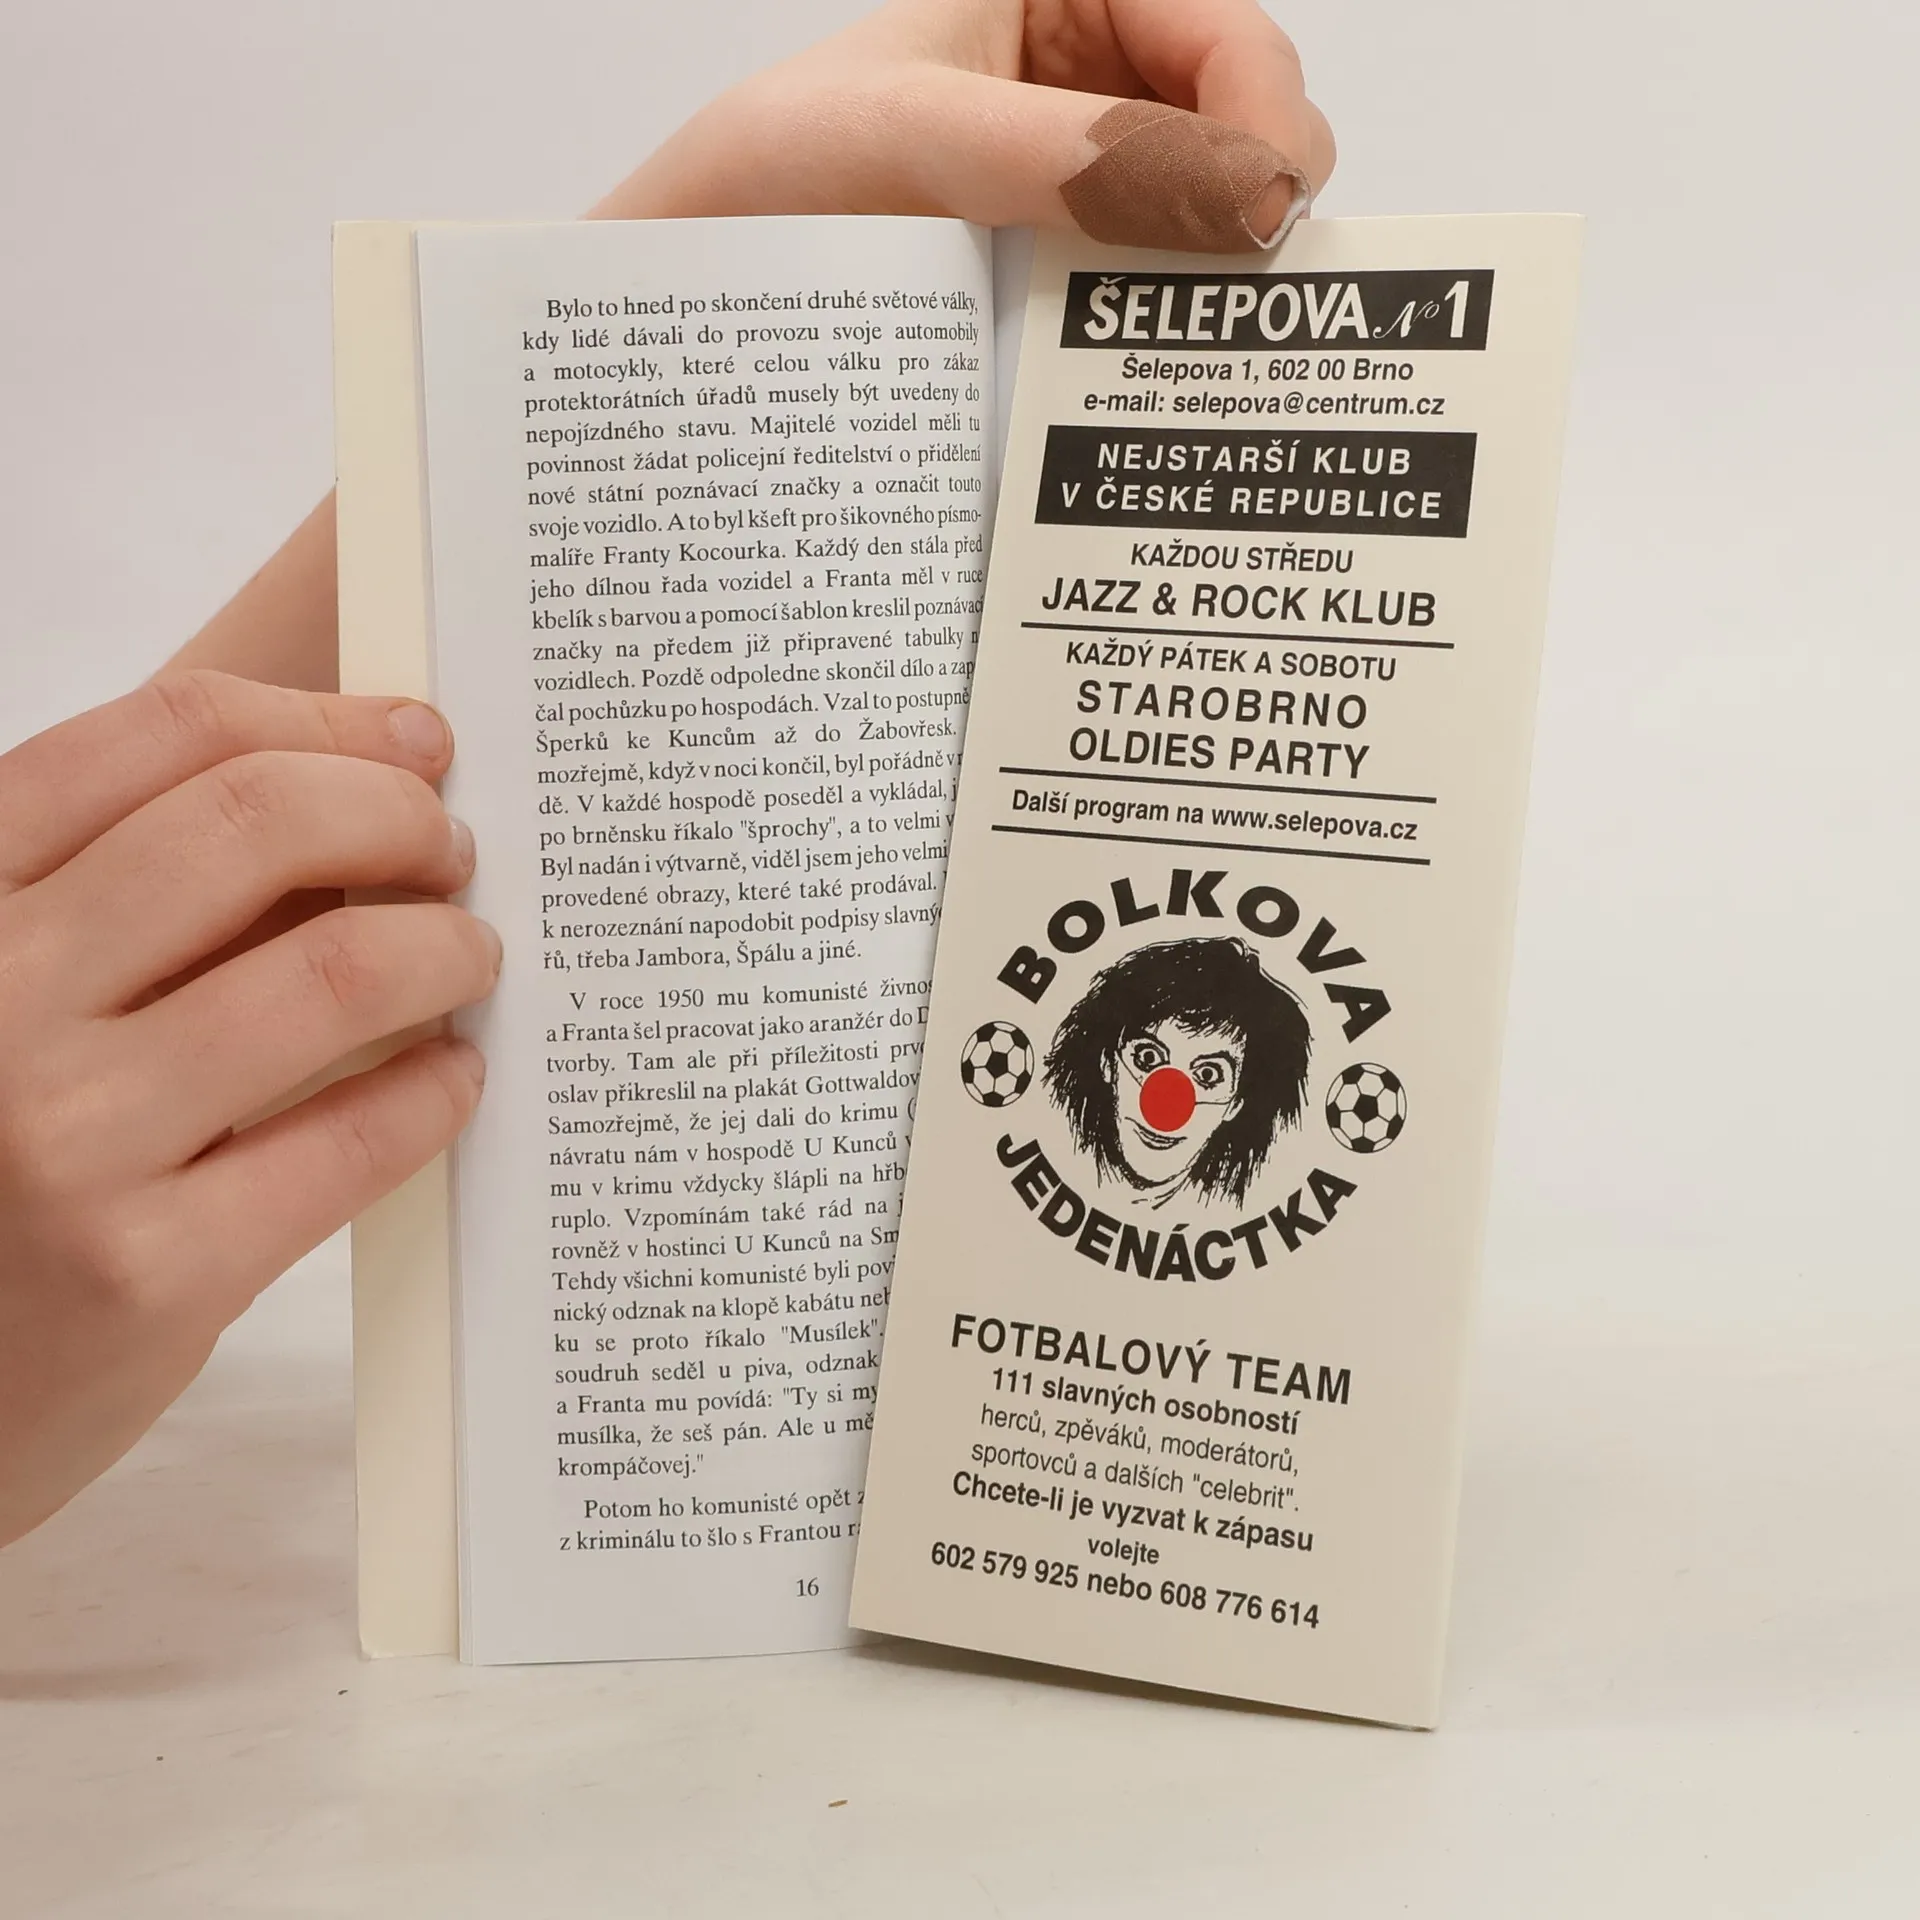 Bylo to hned po skončení druhé světové války,
kdy lidé dávali do provozu svoje automobily
a motocykly, které celou válku pro zákaz
protektorátních úřadů musely být uvedeny do
nepojízdného stavu. Majitelé vozidel měli tu
povinnost žádat policejní ředitelství o přidělení
nové státní poznávací značky a označit touto
svoje vozidlo. A to byl kšeft pro šikovného písmo-
malíře Franty Kocourka. Každý den stála před
jeho dílnou řada vozidel a Franta měl v ruce
kbelík s barvou a pomocí šablon kreslil poznávací
značky na předem již připravené tabulky
vozidlech. Pozdě odpoledne skončil dílo a zap
čal pochůzku po hospodách. Vzal to postupně
Šperků ke Kuncům až do Žabovřesk.
mozřejmě, když v noci končil, byl pořádně v
dě. V každé hospodě poseděl a vykládal,
po brněnsku říkalo "šprochy", a to velmi
Byl nadán i výtvarně, viděl jsem jeho velmi
provedené obrazy, které také prodával.
k nerozeznání napodobit podpisy slavný
řů, třeba Jambora, Špálu a jiné.
V roce 1950 mu komunisté živnos
a Franta šel pracovat jako aranžér do D
tvorby. Tam ale při příležitosti prv
oslav přikreslil na plakát Gottwaldov
Samozřejmě, že jej dali do krimu (
návratu nám v hospodě U Kunců
mu v krimu vždycky šlápli na hřb
ruplo. Vzpomínám také rád na
rovněž v hostinci U Kunců na Sm
Tehdy všichni komunisté byli pov
nický odznak na klopě kabátu neb
ku se proto říkalo "Musílek".
soudruh seděl u piva, odznak
a Franta mu povídá: "Ty si my
musílka, že seš pán. Ale u mě
krompáčovej."
Potom ho komunisté opět
z kriminálu to šlo s Frantou
16
ŠELEPOVA No 1
Šelepova 1, 602 00 Brno
e-mail: selepova@centrum.cz
NEJSTARŠÍ KLUB
V ČESKÉ REPUBLICE
KAŽDOU STŘEDU
JAZZ & ROCK KLUB
KAŽDÝ PÁTEK A SOBOTU
STAROBRNO
OLDIES PARTY
Další program na www.selepova.cz
BOLKOVA
JEDENÁCTKA
FOTBALOVÝ TEAM
111 slavných osobností
herců, zpěváků, moderátorů,
sportovců a dalších "celebrit".
Chcete-li je vyzvat k zápasu
volejte
602 579 925 nebo 608 776 614